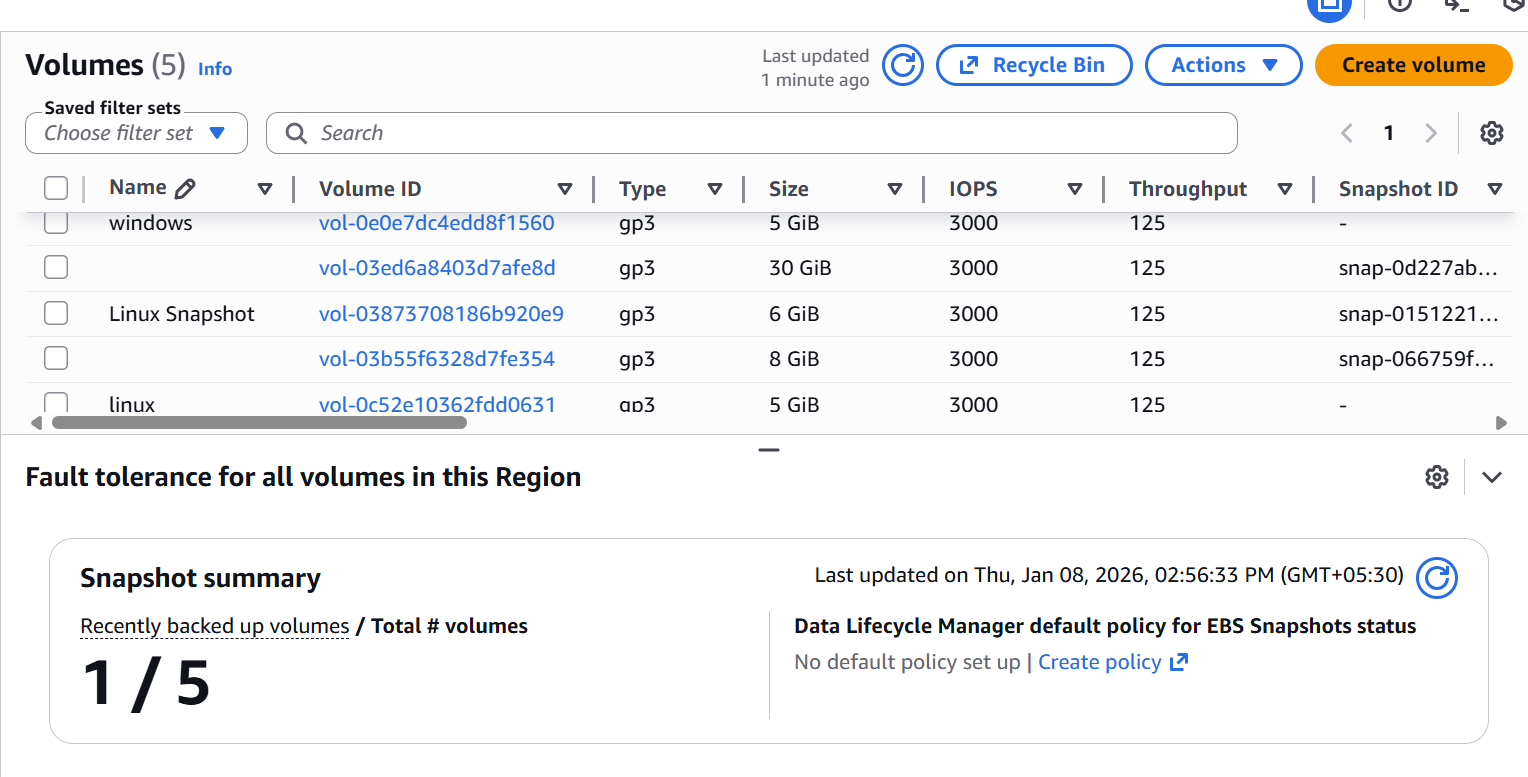 Volumes (5) Info
Last updated
1 minute ago
Recycle Bin
Actions
Create volume
Saved filter sets
Choose filter set
Search
1
Name Volume ID Type Size IOPS Throughput Snapshot ID
windows vol-0e0e7dc4edd8f1560 gp3 5 GiB 3000 125 -
vol-03ed6a8403d7afe8d gp3 30 GiB 3000 125 snap-0d227ab...
Linux Snapshot vol-03873708186b920e9 gp3 6 GiB 3000 125 snap-0151221...
vol-03b55f6328d7fe354 gp3 8 GiB 3000 125 snap-066759f...
linux vol-0c52e10362fdd0631 gp3 5 GiB 3000 125 -
Fault tolerance for all volumes in this Region
Snapshot summary
Last updated on Thu, Jan 08, 2026, 02:56:33 PM (GMT+05:30)
Recently backed up volumes / Total # volumes
1 / 5
Data Lifecycle Manager default policy for EBS Snapshots status
No default policy set up | Create policy